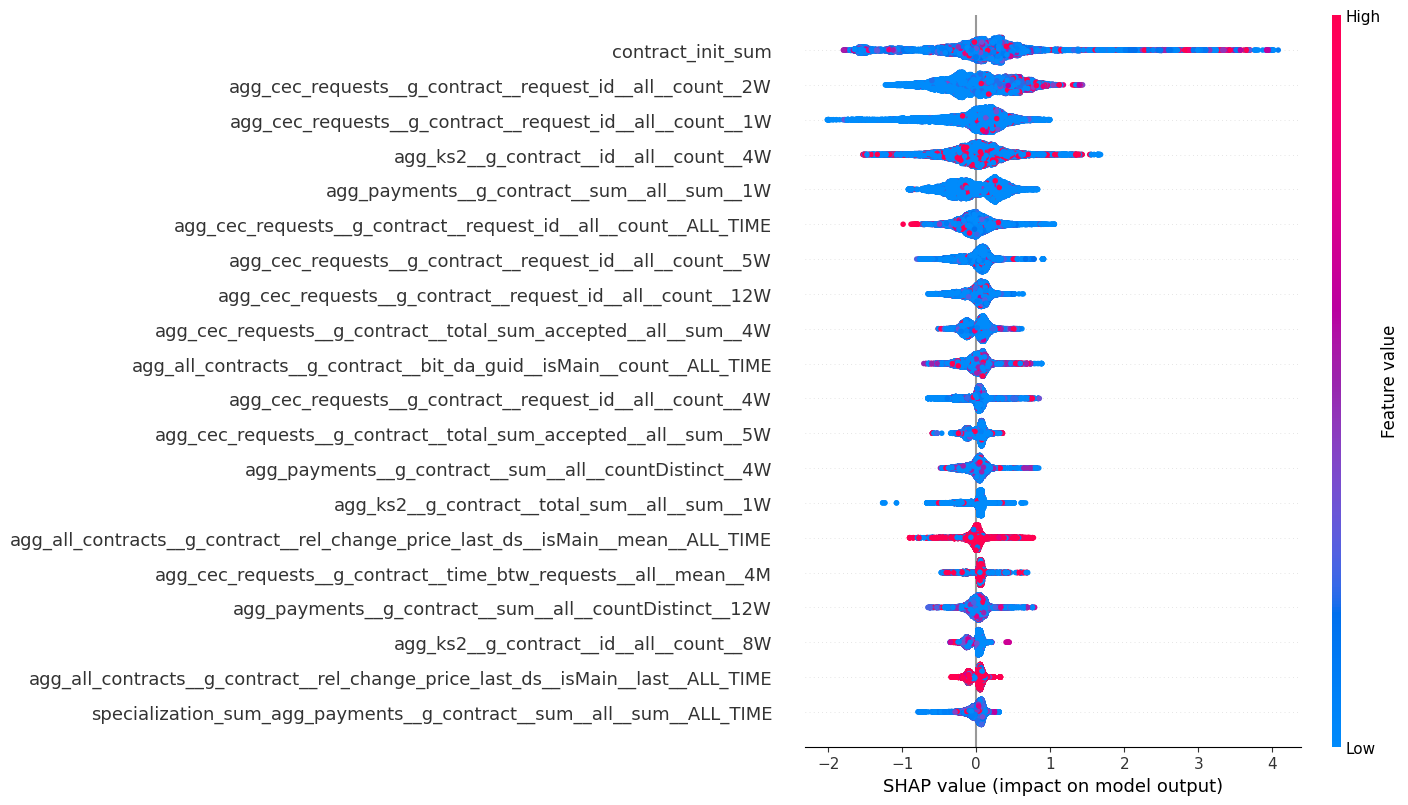 High
contract_init_sum
agg_cec_requests__g_contract__request_id__all__count__2W
agg_cec_requests__g_contract__request_id__all__count__1W
agg_ks2__g_contract__id__all__count__4W
agg_payments__g_contract__sum__all__sum__1W
agg_cec_requests__g_contract__request_id__all__count__ALL_TIME
agg_cec_requests__g_contract__request_id__all__count__5W
agg_cec_requests__g_contract__request_id__all__count__12W
agg_cec_requests__g_contract__total_sum_accepted__all__sum__4W
agg_all_contracts__g_contract__bit_da_guid__isMain__count__ALL_TIME
agg_cec_requests__g_contract__request_id__all__count__4W
agg_cec_requests__g_contract__total_sum_accepted__all__sum__5W
agg_payments__g_contract__sum__all__countDistinct__4W
agg_ks2__g_contract__total_sum__all__sum__1W
agg_all_contracts__g_contract__rel_change_price_last_ds__isMain__mean__ALL_TIME
agg_cec_requests__g_contract__time_btw_requests__all__mean__4M
agg_payments__g_contract__sum__all__countDistinct__12W
agg_ks2__g_contract__id__all__count__8W
agg_all_contracts__g_contract__rel_change_price_last_ds__isMain__last__ALL_TIME
specialization_sum_agg_payments__g_contract__sum__all__sum__ALL_TIME
Feature value
Low
−2 −1 0 1 2 3 4
SHAP value (impact on model output)